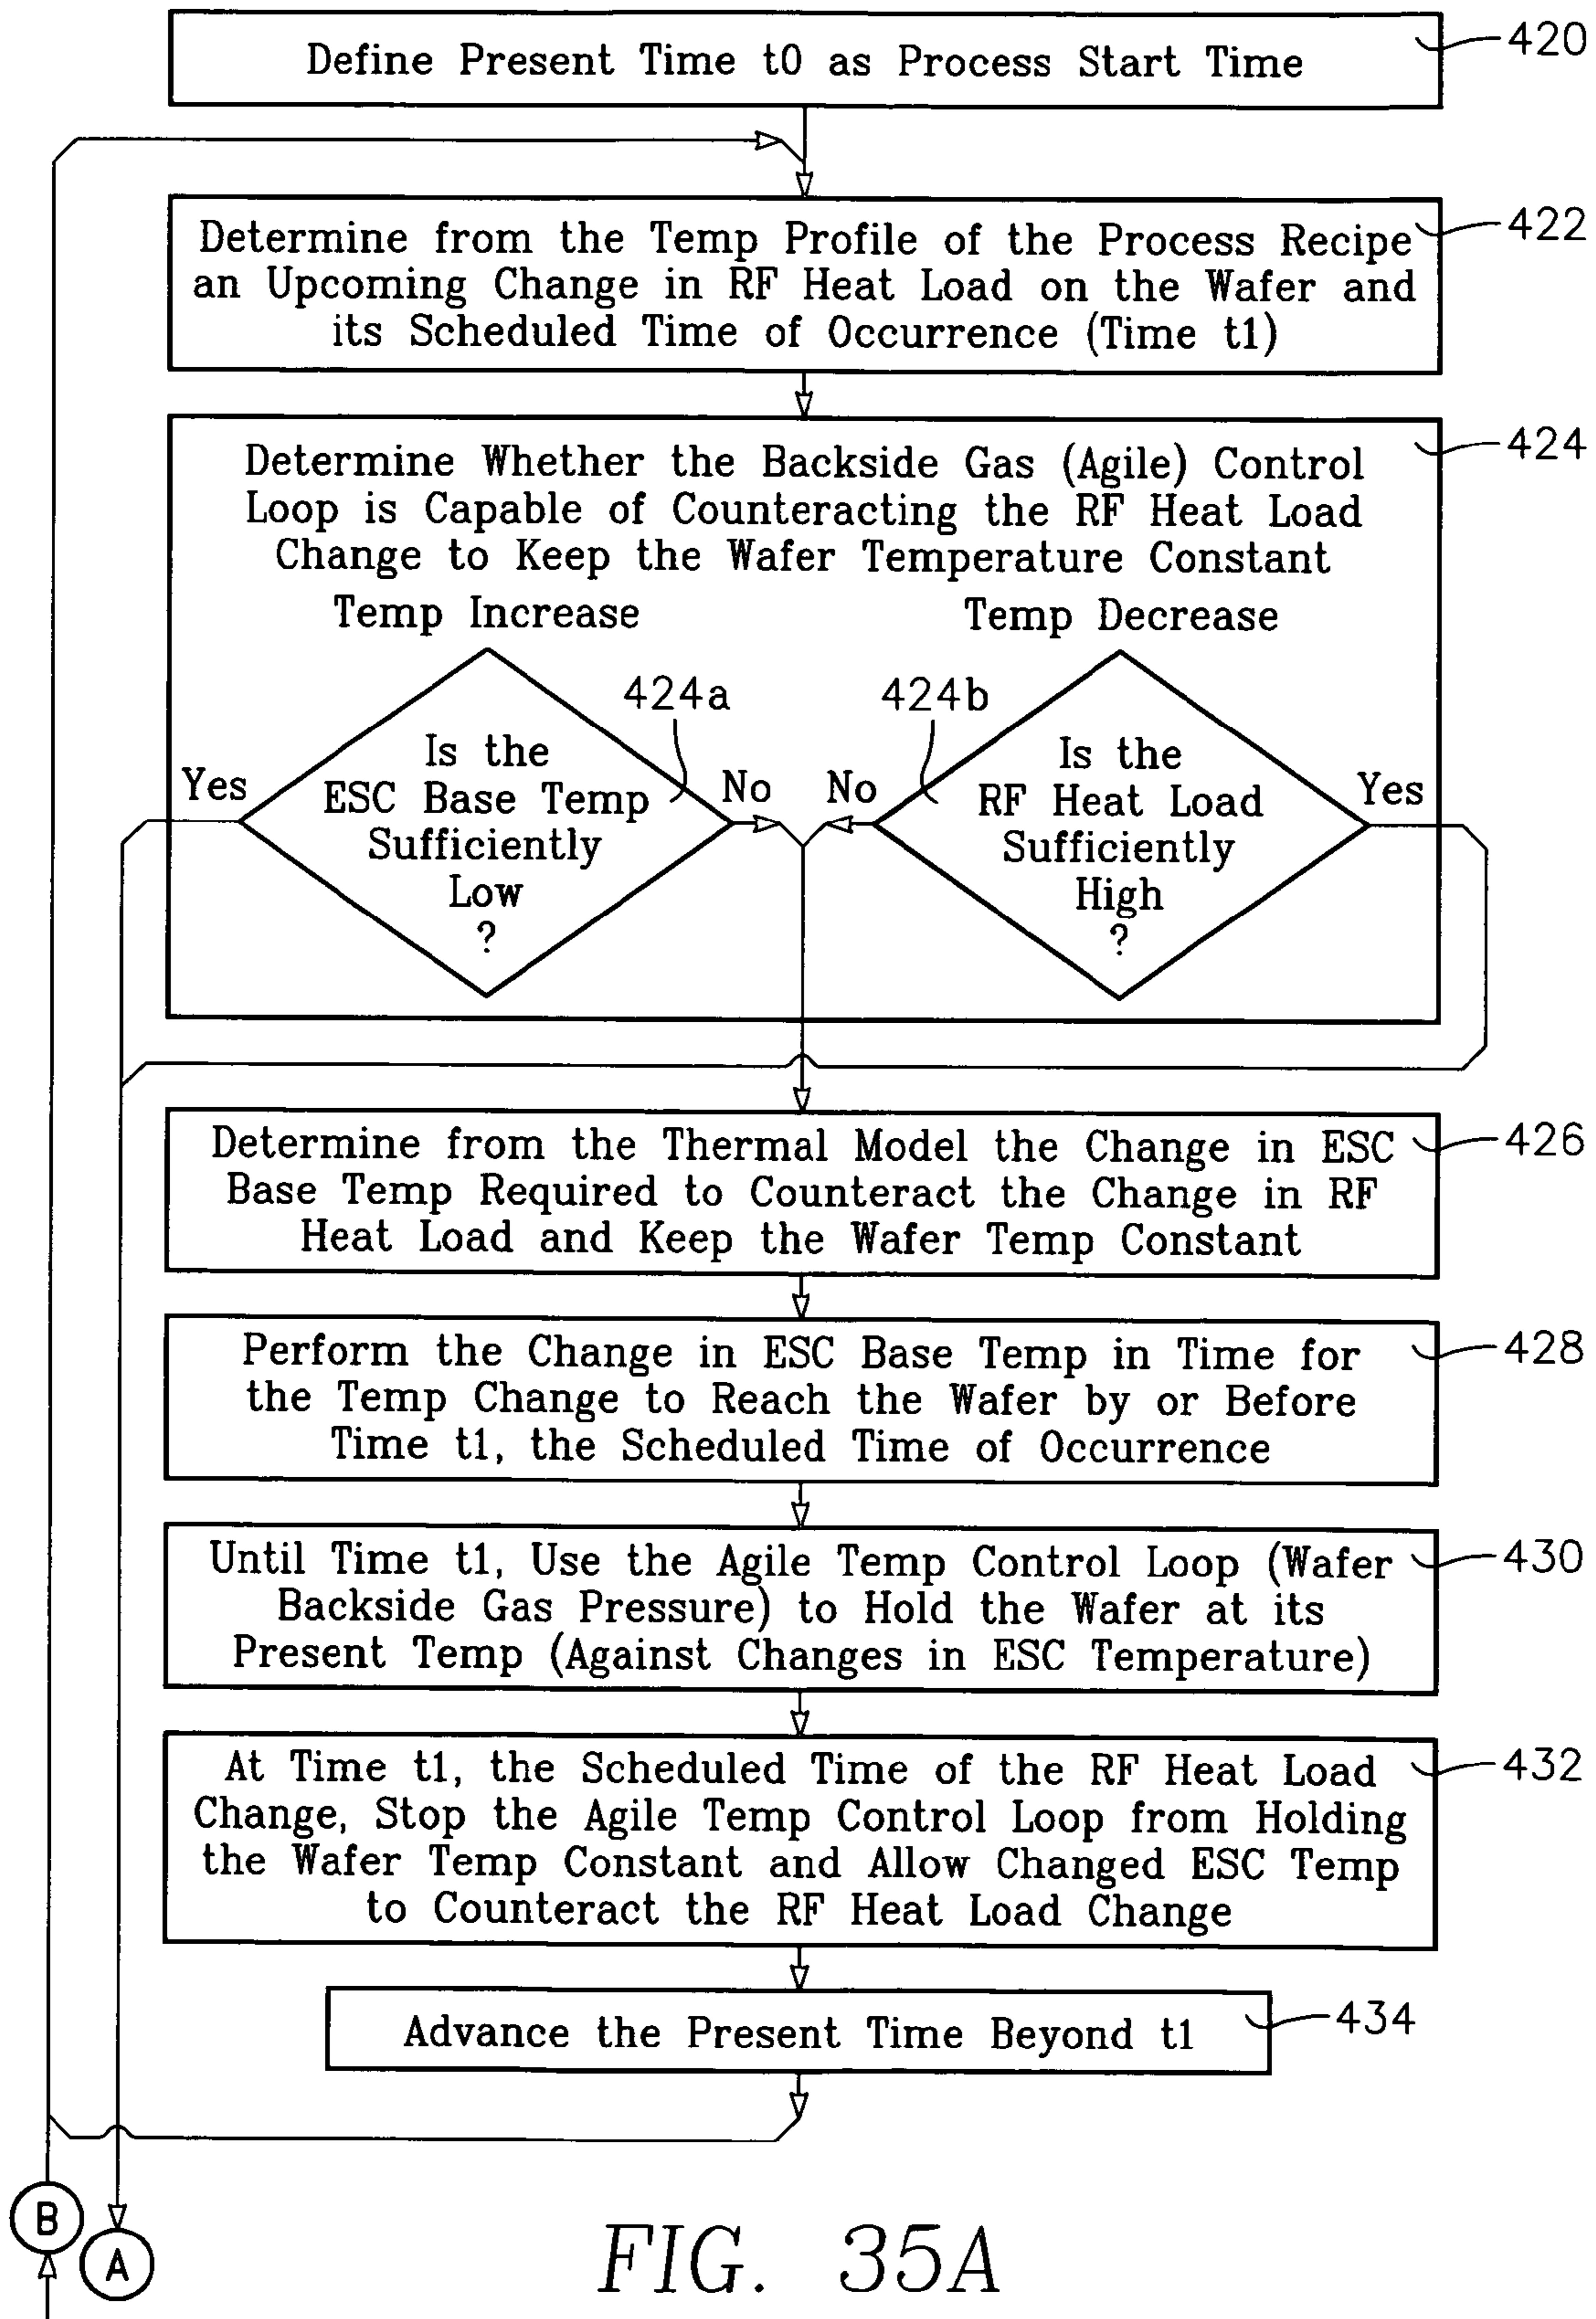 Define Present Time t0 as Process Start Time
420
Determine from the Temp Profile of the Process Recipe
an Upcoming Change in RF Heat Load on the Wafer and
its Scheduled Time of Occurrence (Time t1)
422
Determine Whether the Backside Gas (Agile) Control
Loop is Capable of Counteracting the RF Heat Load
Change to Keep the Wafer Temperature Constant
424
Temp Increase
Temp Decrease
424a
424b
Yes
Is the
ESC Base Temp
Sufficiently
Low
?
No
No
Is the
RF Heat Load
Sufficiently
High
?
Yes
Determine from the Thermal Model the Change in ESC
Base Temp Required to Counteract the Change in RF
Heat Load and Keep the Wafer Temp Constant
426
Perform the Change in ESC Base Temp in Time for
the Temp Change to Reach the Wafer by or Before
Time t1, the Scheduled Time of Occurrence
428
Until Time t1, Use the Agile Temp Control Loop (Wafer
Backside Gas Pressure) to Hold the Wafer at its
Present Temp (Against Changes in ESC Temperature)
430
At Time t1, the Scheduled Time of the RF Heat Load
Change, Stop the Agile Temp Control Loop from Holding
the Wafer Temp Constant and Allow Changed ESC Temp
to Counteract the RF Heat Load Change
432
Advance the Present Time Beyond t1
434
B
A
FIG. 35A